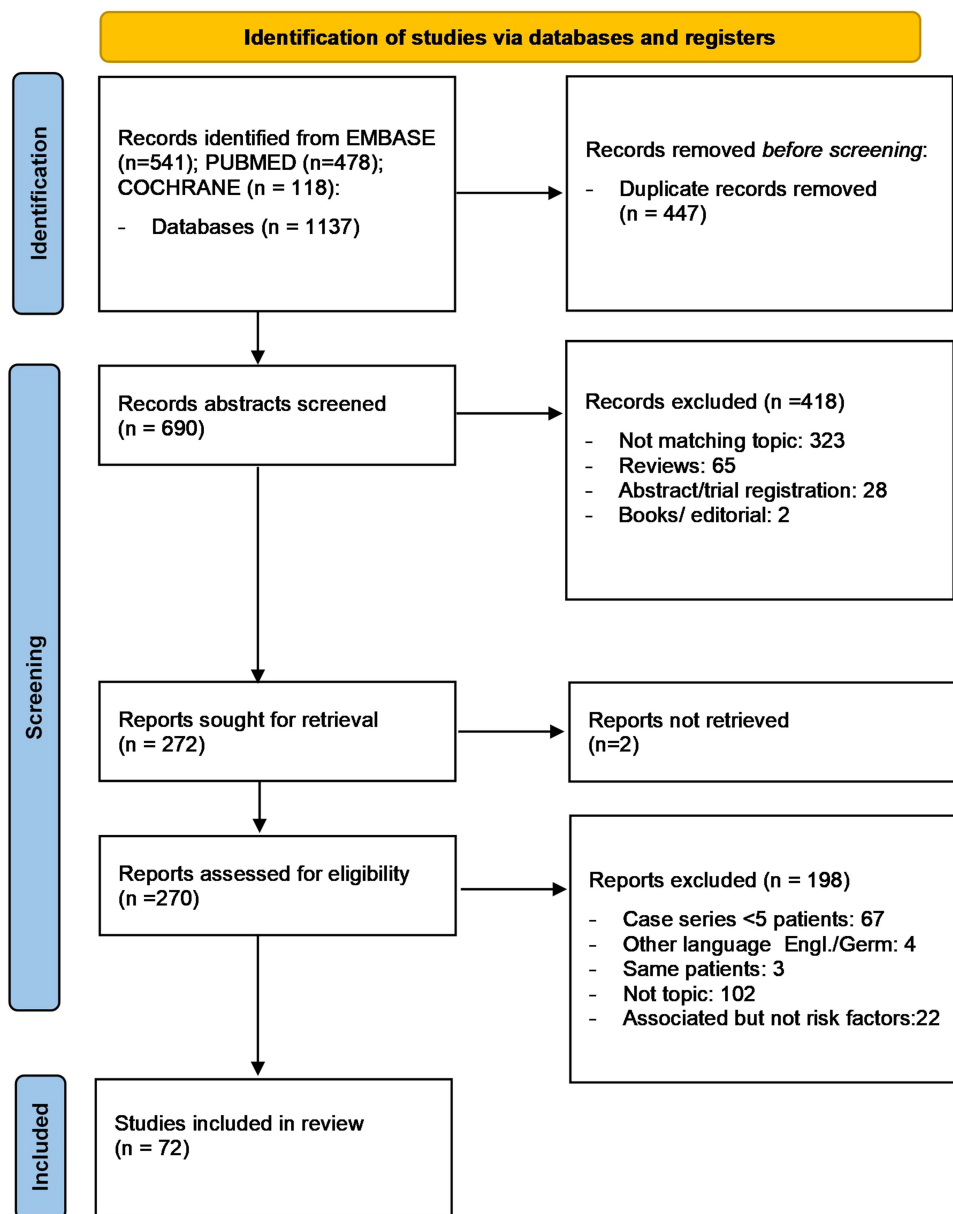 Identification of studies via databases and registers
Identification
Records identified from EMBASE
(n=541); PUBMED (n=478);
COCHRANE (n = 118):
- Databases (n = 1137)
Records removed before screening:
- Duplicate records removed
(n = 447)
Screening
Records abstracts screened
(n = 690)
Records excluded (n =418)
- Not matching topic: 323
- Reviews: 65
- Abstract/trial registration: 28
- Books/ editorial: 2
Reports sought for retrieval
(n = 272)
Reports not retrieved
(n=2)
Reports assessed for eligibility
(n =270)
Reports excluded (n = 198)
- Case series <5 patients: 67
- Other language Engl./Germ: 4
- Same patients: 3
- Not topic: 102
- Associated but not risk factors:22
Included
Studies included in review
(n = 72)